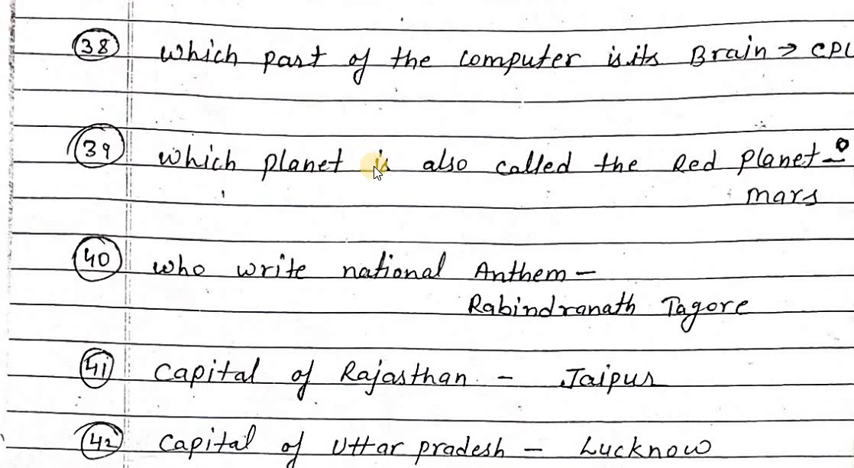 38 which part of the computer is its Brain → CPU
39 which planet is also called the Red planet -
mars
40 who write national Anthem -
Rabindranath Tagore
41 capital of Rajasthan - Jaipur
42 capital of Uttar pradesh - Lucknow